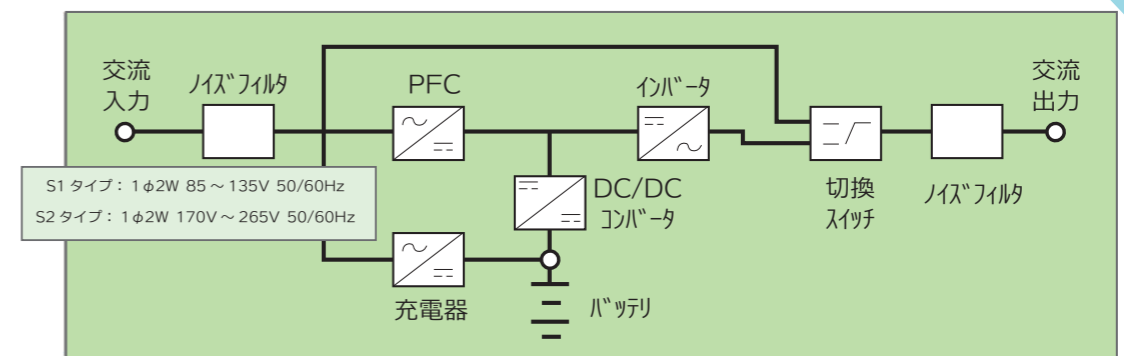 交流
入力
ﾉｲｽﾞﾌｨﾙﾀ
PFC
ｲﾝﾊﾞｰﾀ
交流
出力
S1 タイプ： 1φ2W 85～135V 50/60Hz
S2 タイプ： 1φ2W 170V～265V 50/60Hz
DC/DC
ｺﾝﾊﾞｰﾀ
切換
ｽｲｯﾁ
ﾉｲｽﾞﾌｨﾙﾀ
充電器
ﾊﾞｯﾃﾘ